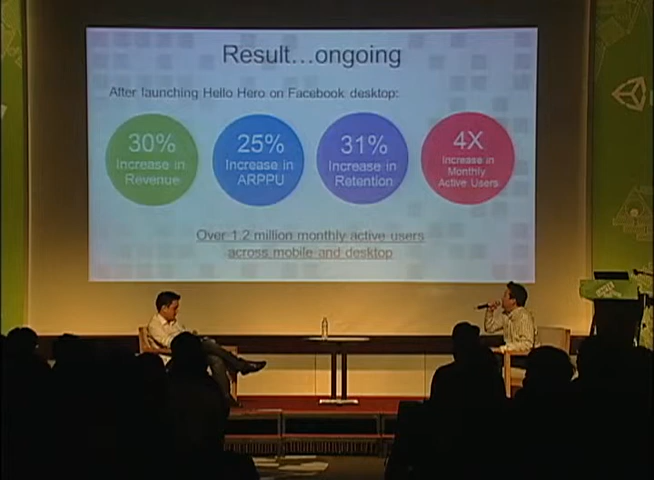 Result...ongoing
After launching Hello Hero on Facebook desktop:
30%
Increase in
Revenue
25%
Increase in
ARPPU
31%
Increase in
Retention
4X
Increase in
Monthly
Active Users
Over 1.2 million monthly active users
across mobile and desktop